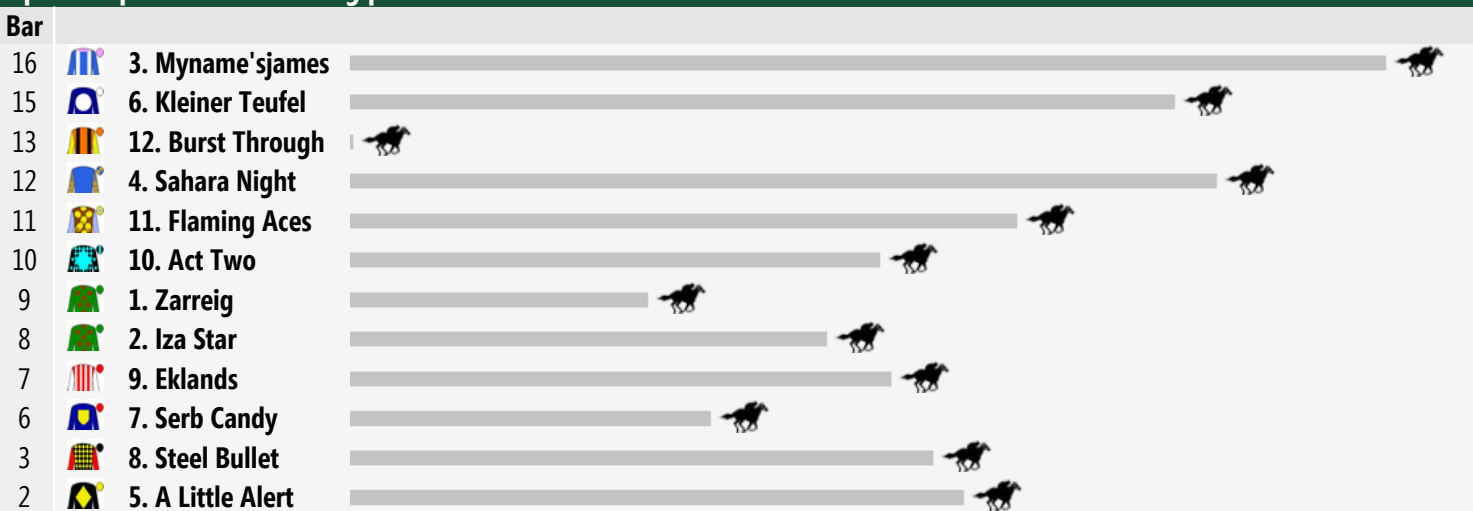 Bar
16 3. Myname'sjames
15 6. Kleiner Teufel
13 12. Burst Through
12 4. Sahara Night
11 11. Flaming Aces
10 10. Act Two
9 1. Zarreig
8 2. Iza Star
7 9. Eklands
6 7. Serb Candy
3 8. Steel Bullet
2 5. A Little Alert